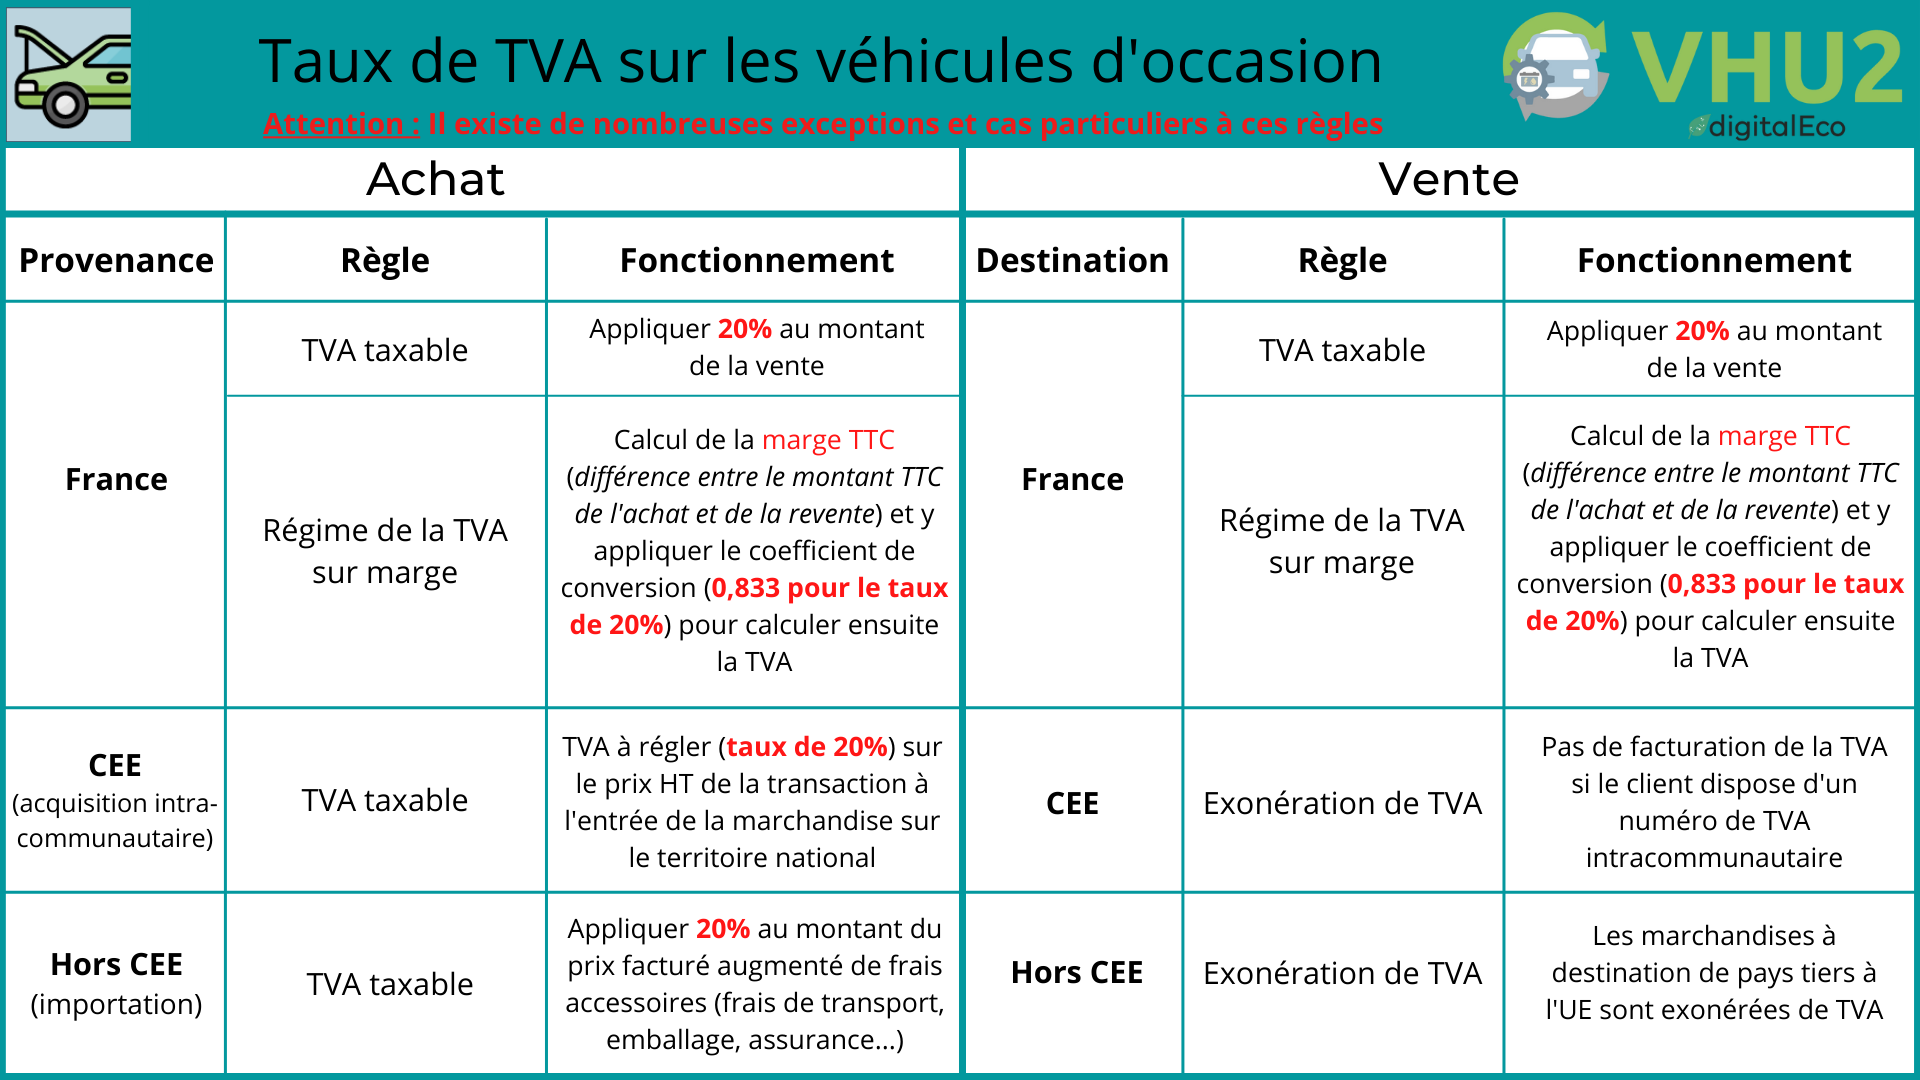 Taux de TVA sur les véhicules d'occasion
Attention : Il existe de nombreuses exceptions et cas particuliers à ces règles
VHU2
digitalEco
Achat
Vente
Provenance
Règle
Fonctionnement
Destination
Règle
Fonctionnement
France
TVA taxable
Appliquer 20% au montant
de la vente
Régime de la TVA
sur marge
Calcul de la marge TTC
(différence entre le montant TTC
de l'achat et de la revente) et y
appliquer le coefficient de
conversion (0,833 pour le taux
de 20%) pour calculer ensuite
la TVA
France
TVA taxable
Appliquer 20% au montant
de la vente
Régime de la TVA
sur marge
Calcul de la marge TTC
(différence entre le montant TTC
de l'achat et de la revente) et y
appliquer le coefficient de
conversion (0,833 pour le taux
de 20%) pour calculer ensuite
la TVA
CEE
(acquisition intra-
communautaire)
TVA taxable
TVA à régler (taux de 20%) sur
le prix HT de la transaction à
l'entrée de la marchandise sur
le territoire national
CEE
Exonération de TVA
Pas de facturation de la TVA
si le client dispose d'un
numéro de TVA
intracommunautaire
Hors CEE
(importation)
TVA taxable
Appliquer 20% au montant du
prix facturé augmenté de frais
accessoires (frais de transport,
emballage, assurance...)
Hors CEE
Exonération de TVA
Les marchandises à
destination de pays tiers à
l'UE sont exonérées de TVA